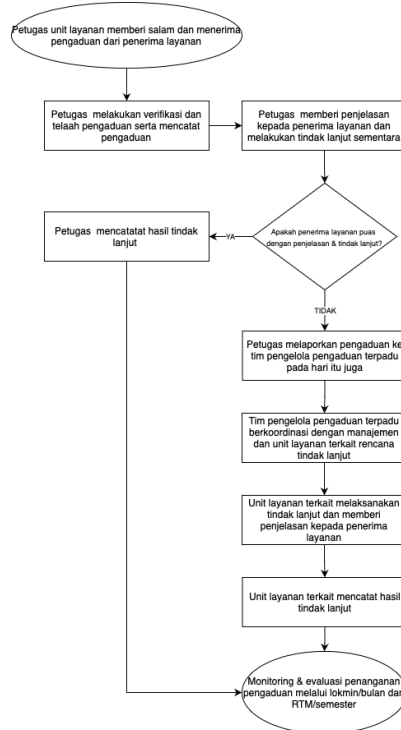 Petugas unit layanan memberi salam dan menerima
pengaduan dari penerima layanan
Petugas melakukan verifikasi dan
telaah pengaduan serta mencatat
pengaduan
Petugas memberi penjelasan
kepada penerima layanan dan
melakukan tindak lanjut sementara
Apakah penerima layanan puas
dengan penjelasan & tindak lanjut?
YA
Petugas mencatatat hasil tindak
lanjut
TIDAK
Petugas melaporkan pengaduan ke
tim pengelola pengaduan terpadu
pada hari itu juga
Tim pengelola pengaduan terpadu
berkoordinasi dengan manajemen
dan unit layanan terkait rencana
tindak lanjut
Unit layanan terkait melaksanakan
tindak lanjut dan memberi
penjelasan kepada penerima
layanan
Unit layanan terkait mencatat hasil
tindak lanjut
Monitoring & evaluasi penanganan
pengaduan melalui lokmin/bulan dan
RTM/semester